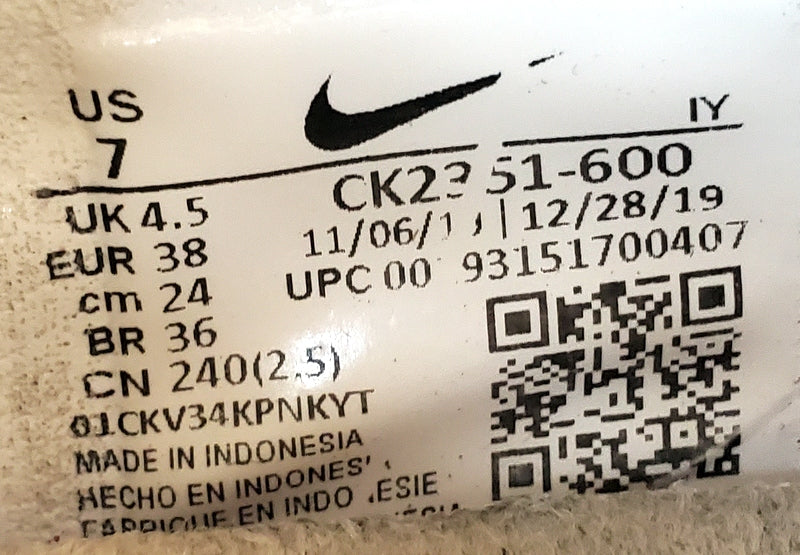 US
7
IY
UK 4.5
EUR 38
cm 24
BR 36
CN 240(2.5)
51-600
12/28/19
UPC 00 93151700407
01CKV34KPNKYT
MADE IN INDONESIA
HECHO EN
EN